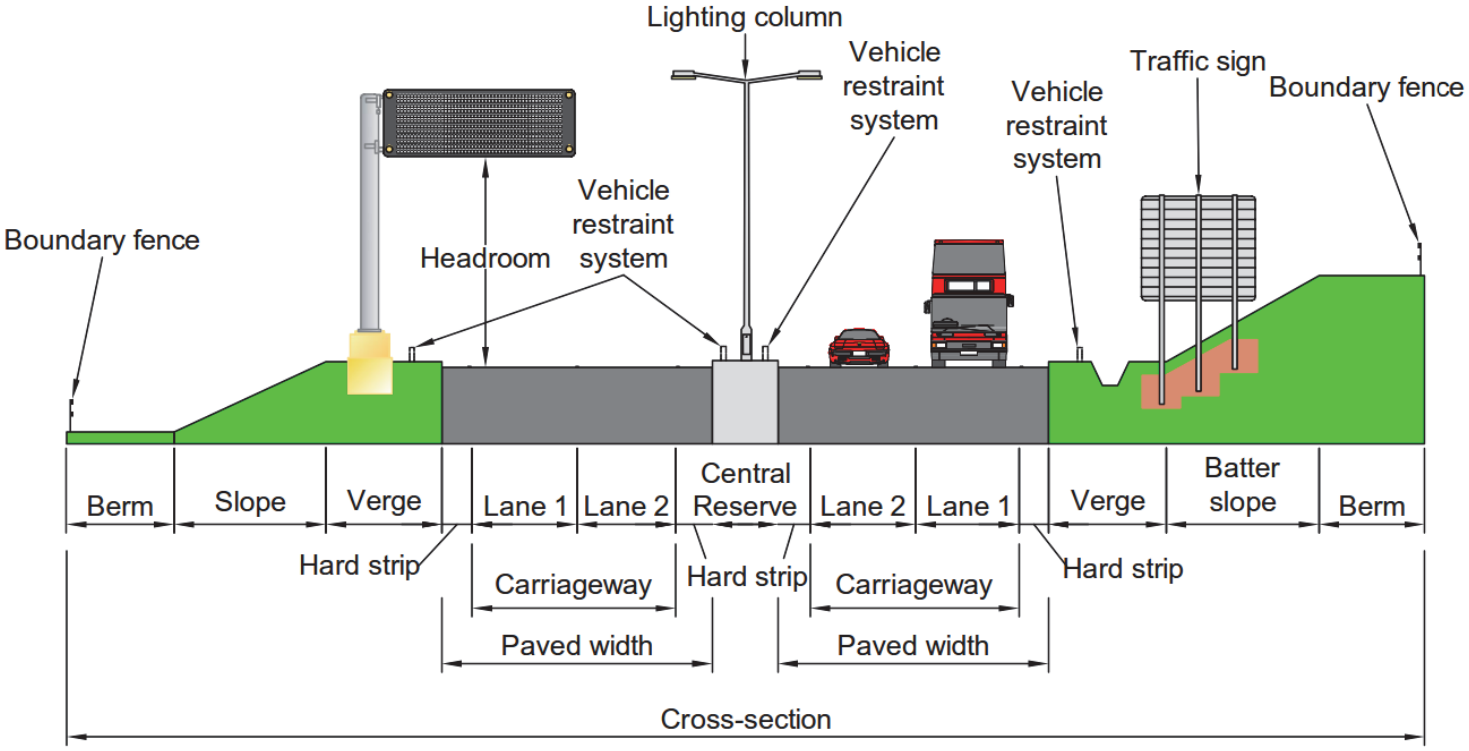 Lighting column
Vehicle
restraint
system
Traffic sign
Boundary fence
Vehicle
restraint
system
Vehicle
restraint
system
Boundary fence
Headroom
Berm
Slope
Verge
Lane 1
Lane 2
Central
Reserve
Lane 2
Lane 1
Verge
Batter
slope
Berm
Hard strip
Hard strip
Hard strip
Carriageway
Carriageway
Paved width
Paved width
Cross-section